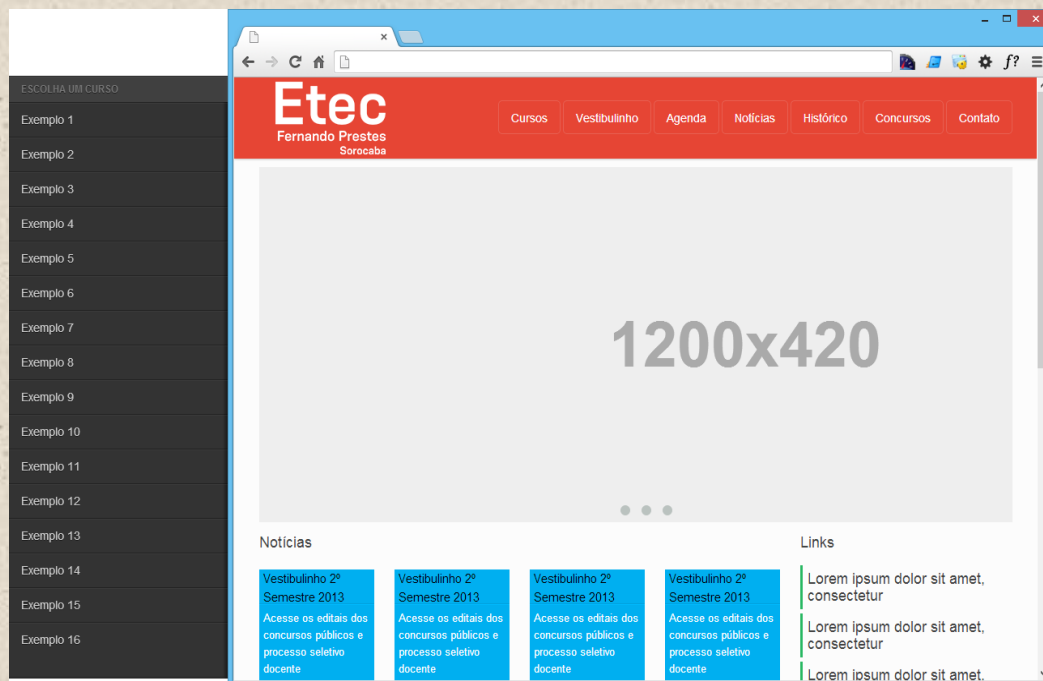 ESCOLHA UM CURSO
Exemplo 1
Exemplo 2
Exemplo 3
Exemplo 4
Exemplo 5
Exemplo 6
Exemplo 7
Exemplo 8
Exemplo 9
Exemplo 10
Exemplo 11
Exemplo 12
Exemplo 13
Exemplo 14
Exemplo 15
Exemplo 16
f?
Etec
Fernando Prestes
Sorocaba
Cursos Vestibulinho Agenda Notícias Histórico Concursos Contato
1200x420
Notícias
Vestibulinho 2º
Semestre 2013
Acesse os editais dos
concursos públicos e
processo seletivo
docente
Vestibulinho 2º
Semestre 2013
Acesse os editais dos
concursos públicos e
processo seletivo
docente
Vestibulinho 2º
Semestre 2013
Acesse os editais dos
concursos públicos e
processo seletivo
docente
Vestibulinho 2º
Semestre 2013
Acesse os editais dos
concursos públicos e
processo seletivo
docente
Links
Lorem ipsum dolor sit amet,
consectetur
Lorem ipsum dolor sit amet,
consectetur
Lorem ipsum dolor sit amet,